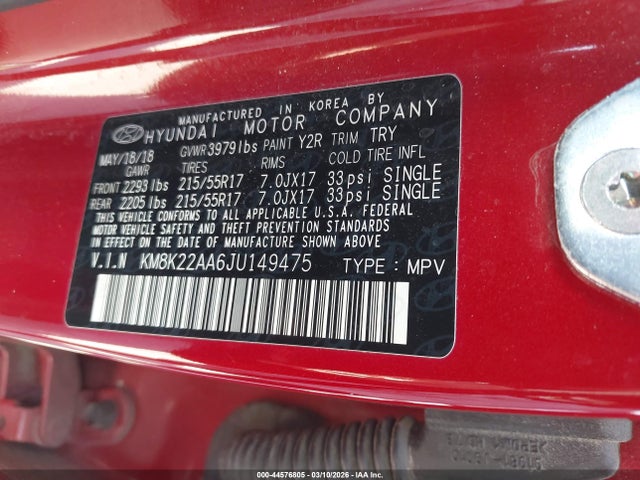 MANUFACTURED IN KOREA BY
HYUNDAI MOTOR COMPANY
MAY/18/18 GVWR 3979lbs PAINT Y2R TRIM TRY
GAWR TIRES RIMS COLD TIRE INFL
FRONT 2293 lbs 215/55R17 7.0JX17 33psi SINGLE
REAR 2205 lbs 215/55R17 7.0JX17 33psi SINGLE
THIS VEHICLE CONFORMS TO ALL APPLICABLE FEDERAL
MOTOR VEHICLE SAFETY AND THEFT PREVENTION STANDARDS
IN EFFECT ON THE DATE OF MANUFACTURE SHOWN ABOVE.
V.I.N KM8K22AA6JU149475 TYPE : MPV
000-44576805 - 03/10/2026 - IAA Inc.